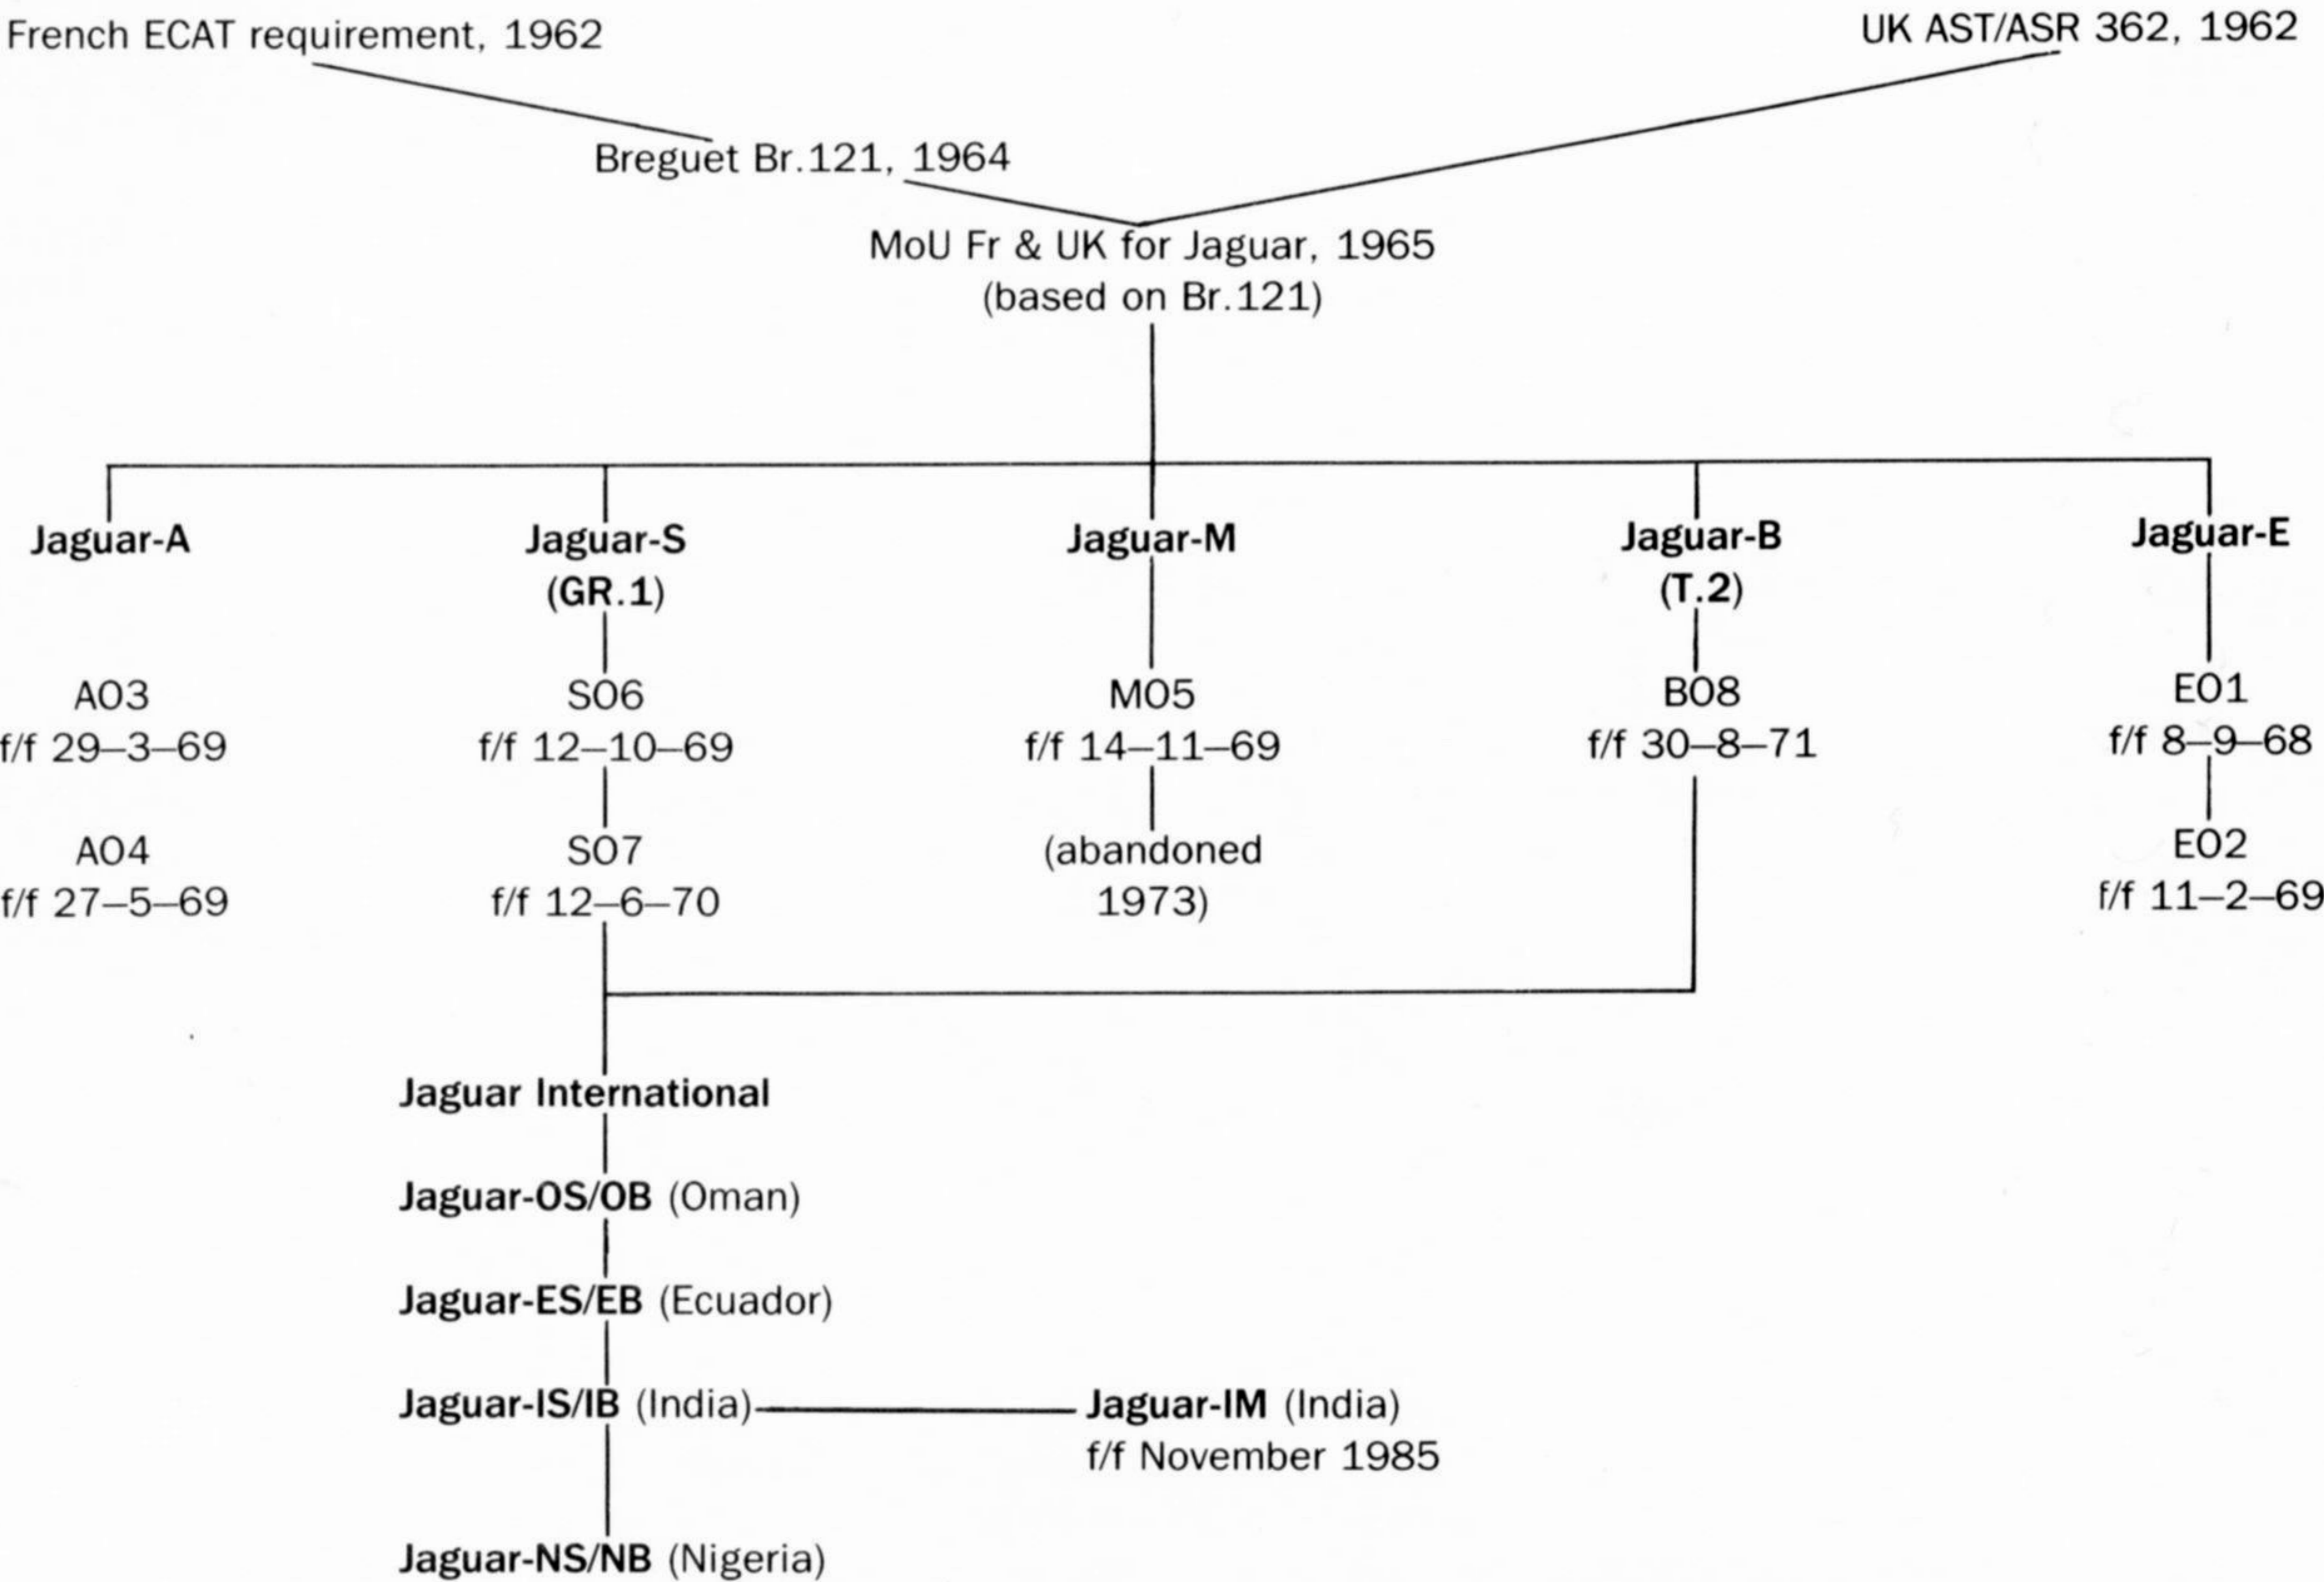 French ECAT requirement, 1962
UK AST/ASR 362, 1962
Breguet Br.121, 1964
MoU Fr & UK for Jaguar, 1965
(based on Br.121)
Jaguar-A
Jaguar-S
(GR.1)
Jaguar-M
Jaguar-B
(T.2)
Jaguar-E
A03
f/f 29–3–69
S06
f/f 12–10–69
M05
f/f 14–11–69
B08
f/f 30–8–71
E01
f/f 8–9–68
A04
f/f 27–5–69
S07
f/f 12–6–70
(abandoned
1973)
E02
f/f 11–2–69
Jaguar International
Jaguar-OS/OB (Oman)
Jaguar-ES/EB (Ecuador)
Jaguar-IS/IB (India)
Jaguar-IM (India)
f/f November 1985
Jaguar-NS/NB (Nigeria)